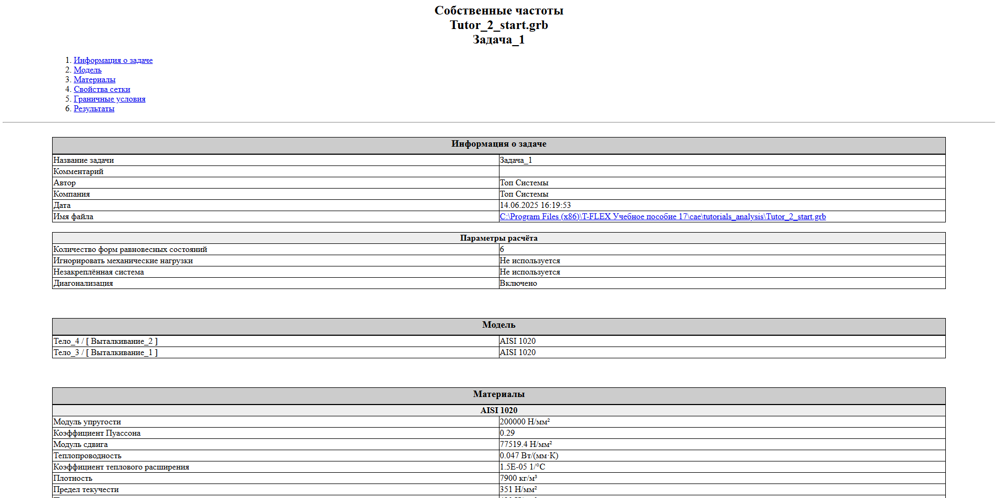 Собственные частоты
Tutor_2_start.grb
Задача_1
1. Информация о задаче
2. Модель
3. Материалы
4. Свойства сетки
5. Граничные условия
6. Результаты
Информация о задаче
Название задачи Задача_1
Комментарий
Автор Топ Системы
Компания Топ Системы
Дата 14.06.2025 16:19:53
Имя файла C:\Program Files (x86)\T-FLEX Учебное пособие 17\cae\tutorials_analysis\Tutor_2_start.grb
Параметры расчёта
Количество форм равновесных состояний 6
Игнорировать механические нагрузки Не используется
Незакреплённая система Не используется
Диагонализация Включено
Модель
Тело_4 / [ Выталкивание_2 ] AISI 1020
Тело_3 / [ Выталкивание_1 ] AISI 1020
Материалы
AISI 1020
Модуль упругости 200000 Н/мм²
Коэффициент Пуассона 0.29
Модуль сдвига 77519.4 Н/мм²
Теплопроводность 0.047 Вт/(мм·К)
Коэффициент теплового расширения 1.5E-05 1/°C
Плотность 7900 кг/м³
Предел текучести 351 Н/мм²